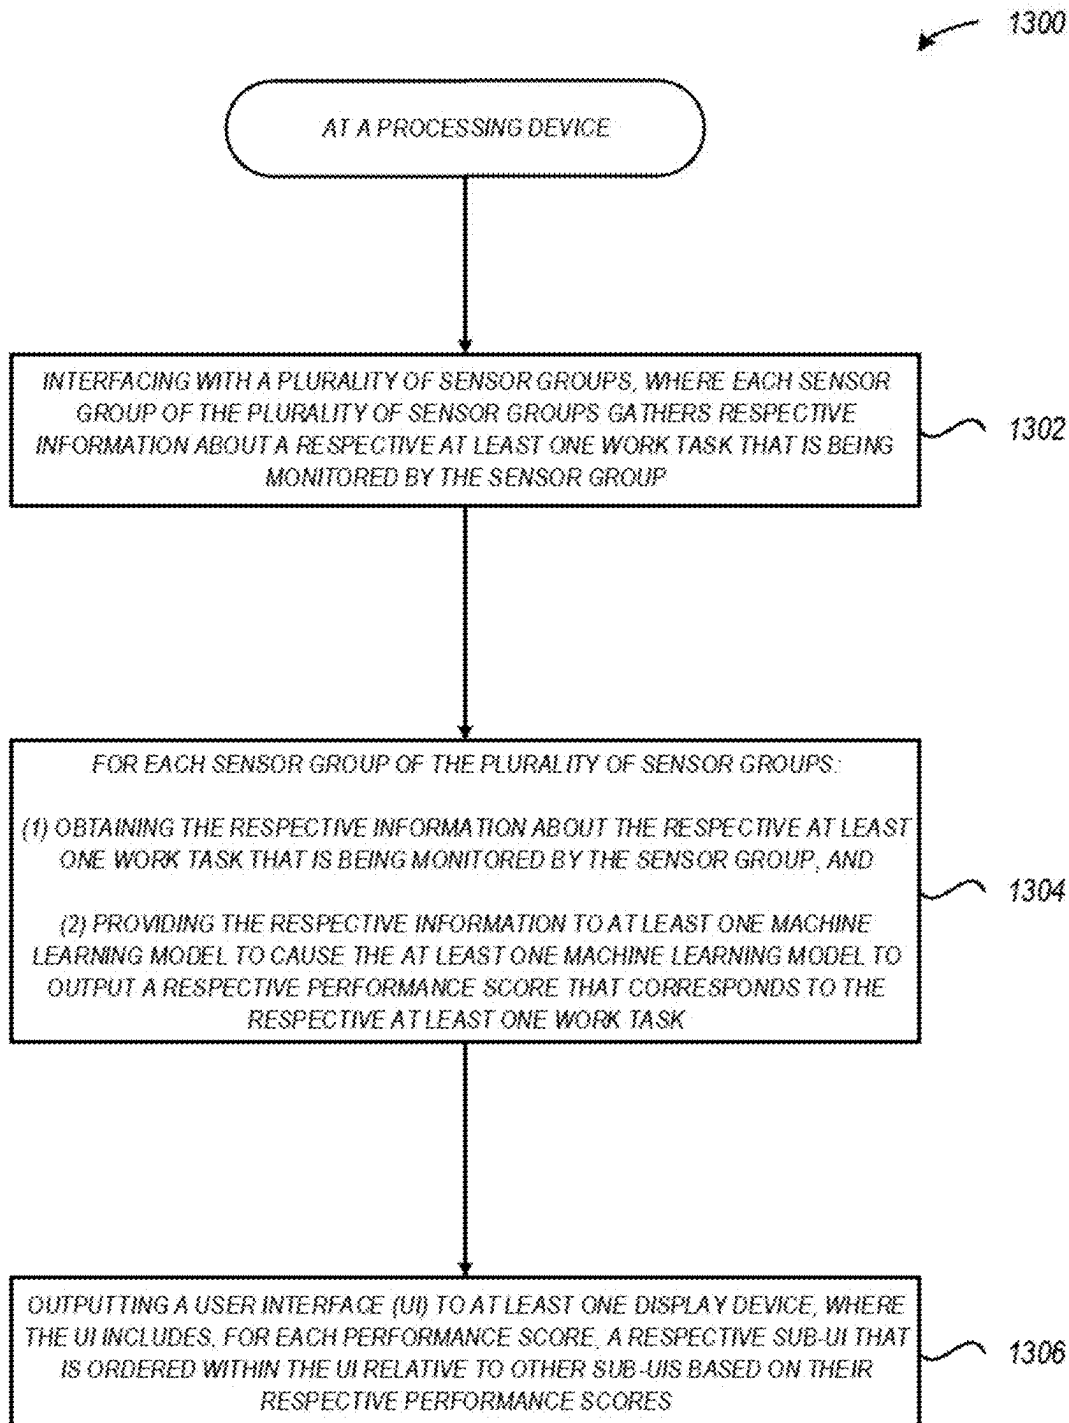 1300
AT A PROCESSING DEVICE
INTERFACING WITH A PLURALITY OF SENSOR GROUPS, WHERE EACH SENSOR
GROUP OF THE PLURALITY OF SENSOR GROUPS GATHERS RESPECTIVE
INFORMATION ABOUT A RESPECTIVE AT LEAST ONE WORK TASK THAT IS BEING
MONITORED BY THE SENSOR GROUP
1302
FOR EACH SENSOR GROUP OF THE PLURALITY OF SENSOR GROUPS:
(1) OBTAINING THE RESPECTIVE INFORMATION ABOUT THE RESPECTIVE AT LEAST
ONE WORK TASK THAT IS BEING MONITORED BY THE SENSOR GROUP, AND
(2) PROVIDING THE RESPECTIVE INFORMATION TO AT LEAST ONE MACHINE
LEARNING MODEL TO CAUSE THE AT LEAST ONE MACHINE LEARNING MODEL TO
OUTPUT A RESPECTIVE PERFORMANCE SCORE THAT CORRESPONDS TO THE
RESPECTIVE AT LEAST ONE WORK TASK
1304
OUTPUTTING A USER INTERFACE (UI) TO AT LEAST ONE DISPLAY DEVICE, WHERE
THE UI INCLUDES, FOR EACH PERFORMANCE SCORE, A RESPECTIVE SUB-UI THAT
IS ORDERED WITHIN THE UI RELATIVE TO OTHER SUB-UIS BASED ON THEIR
RESPECTIVE PERFORMANCE SCORES
1306